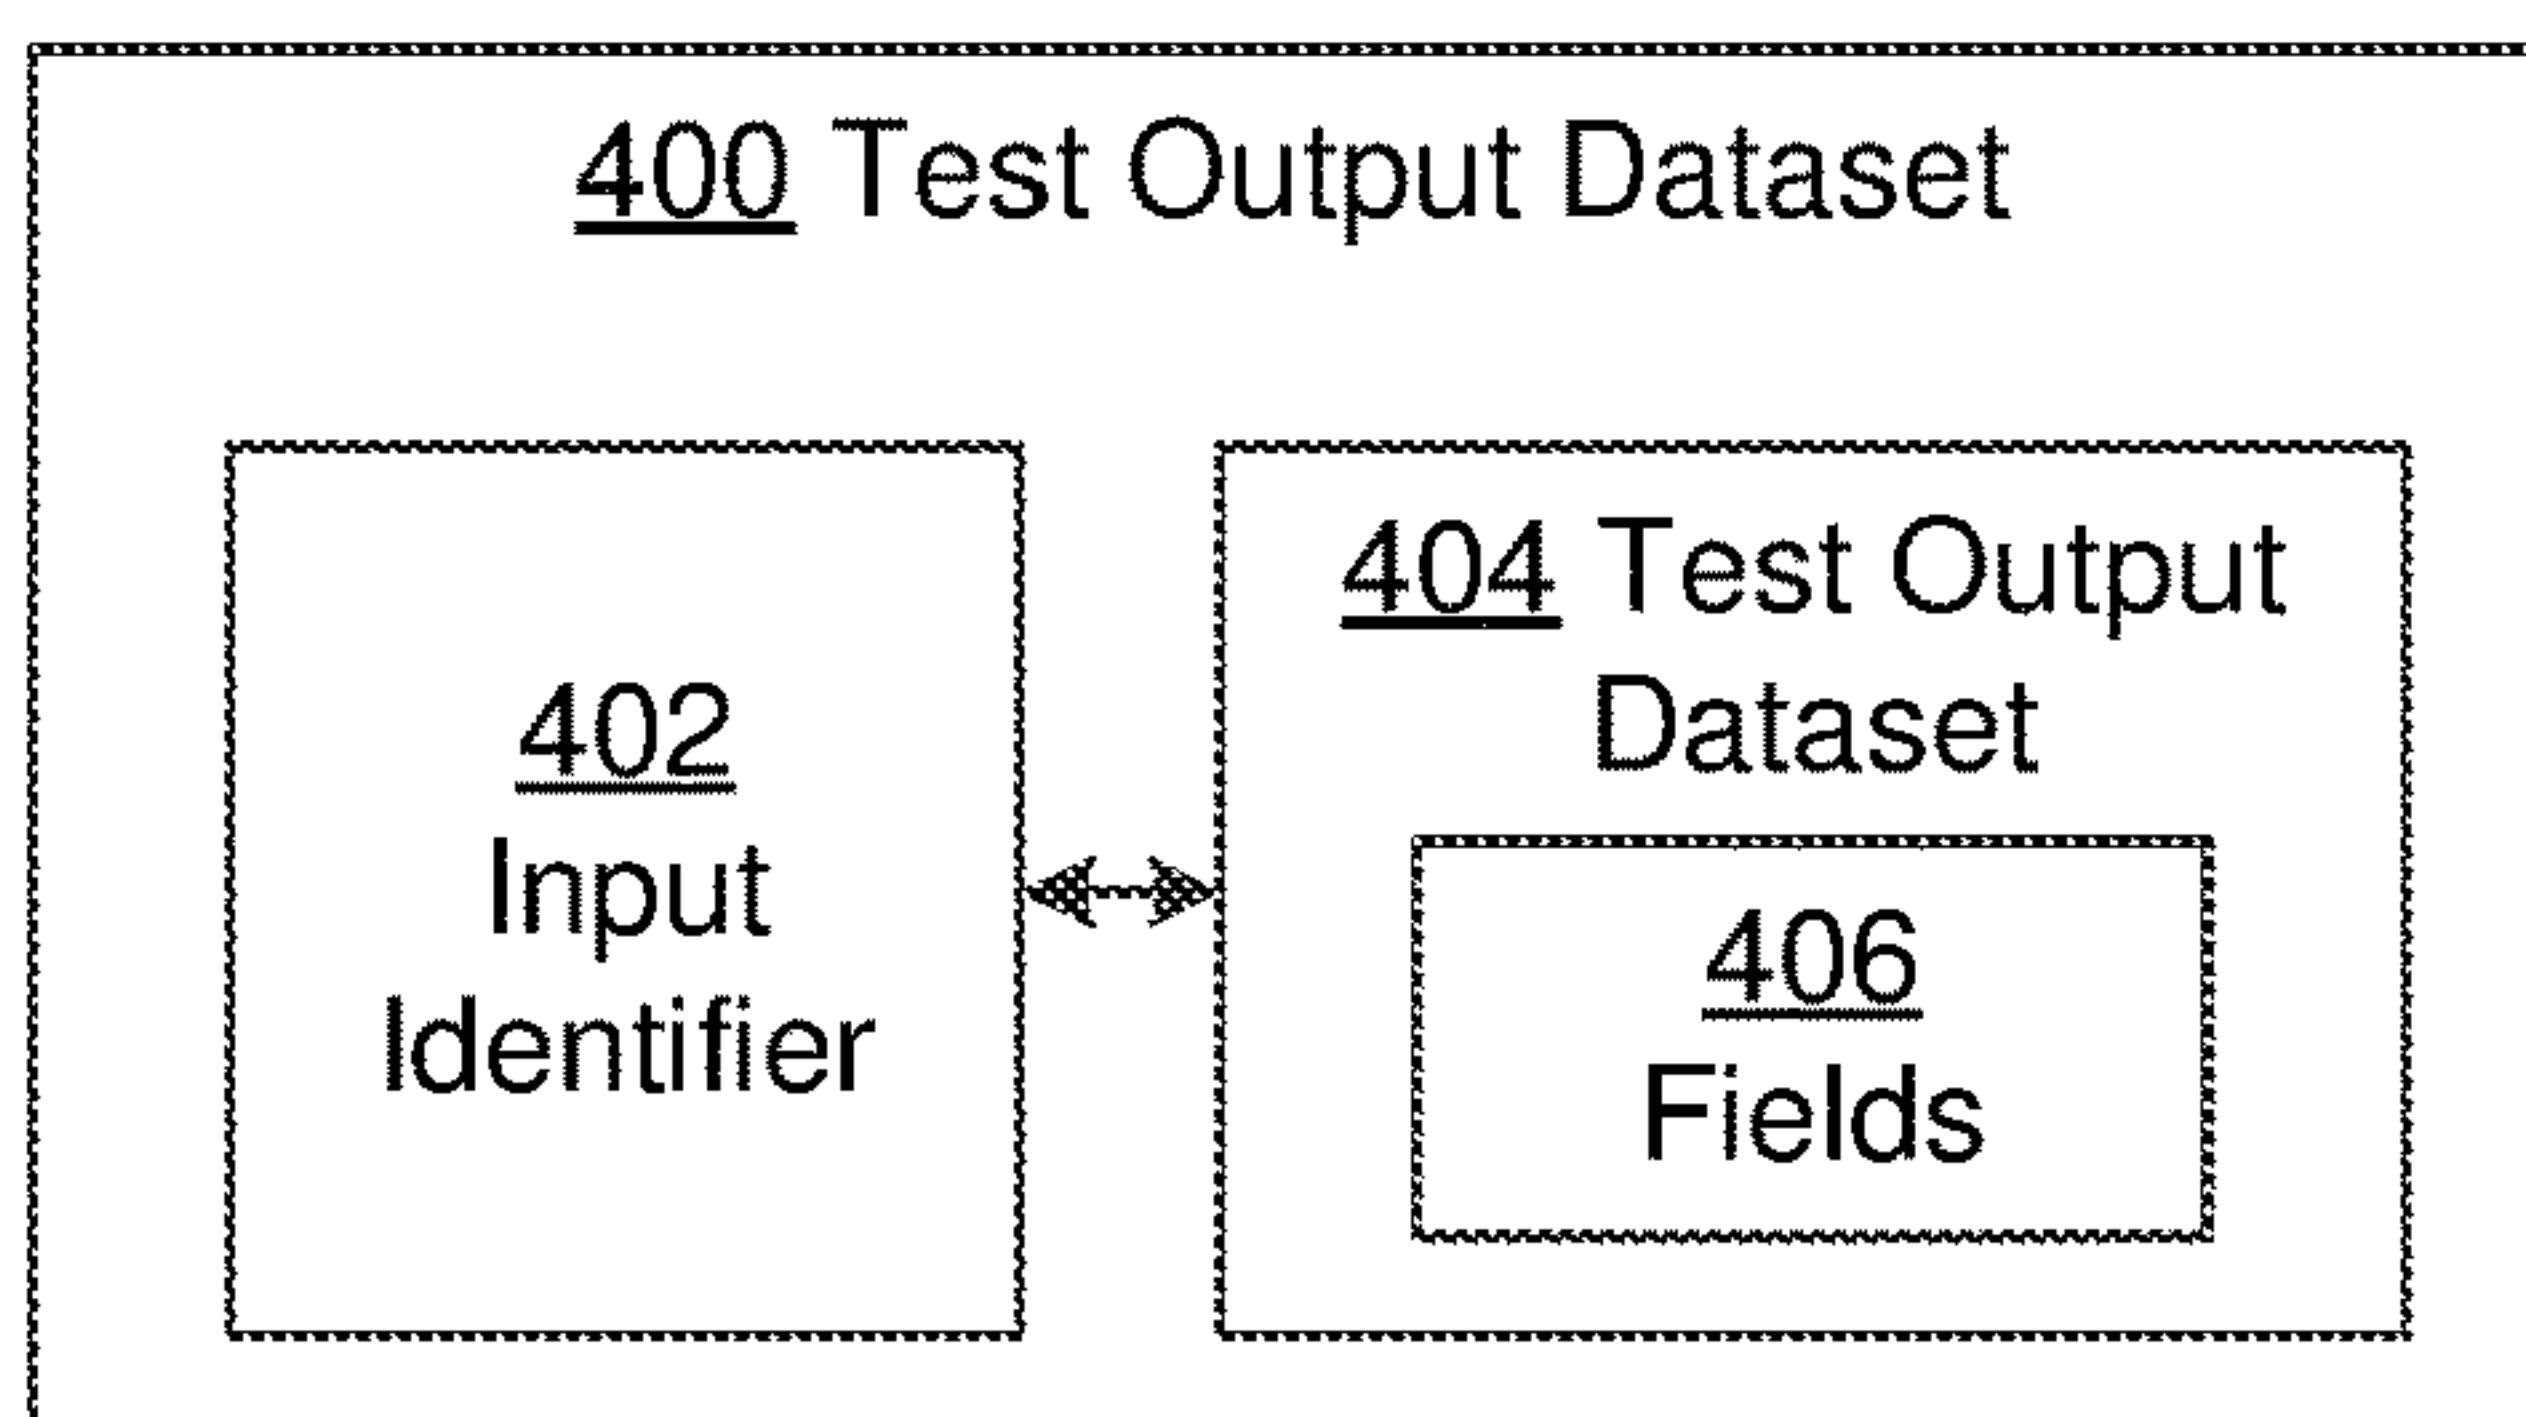 400 Test Output Dataset
402
Input
Identifier
404 Test Output
Dataset
406
Fields